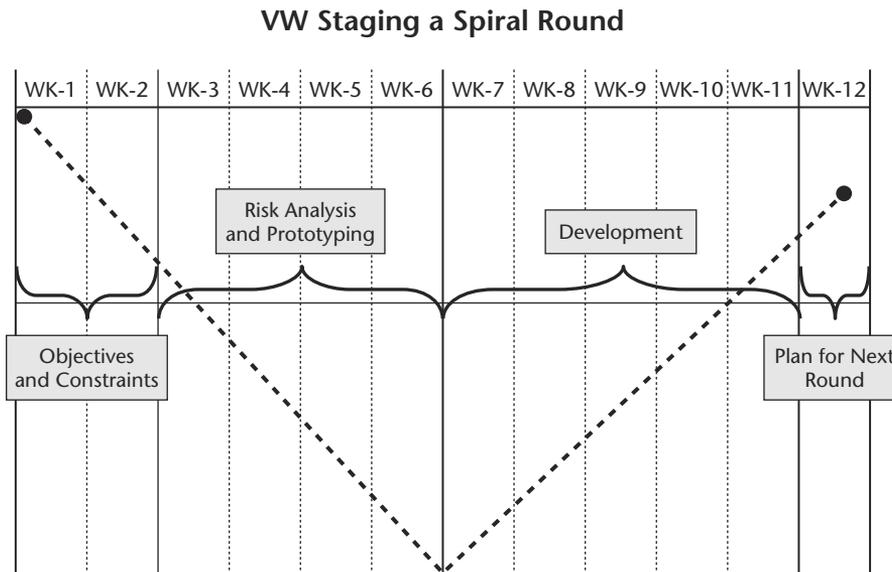 VW Staging a Spiral Round
WK-1 WK-2 WK-3 WK-4 WK-5 WK-6 WK-7 WK-8 WK-9 WK-10 WK-11 WK-12
Risk Analysis
and Prototyping
Development
Objectives
and Constraints
Plan for Next
Round